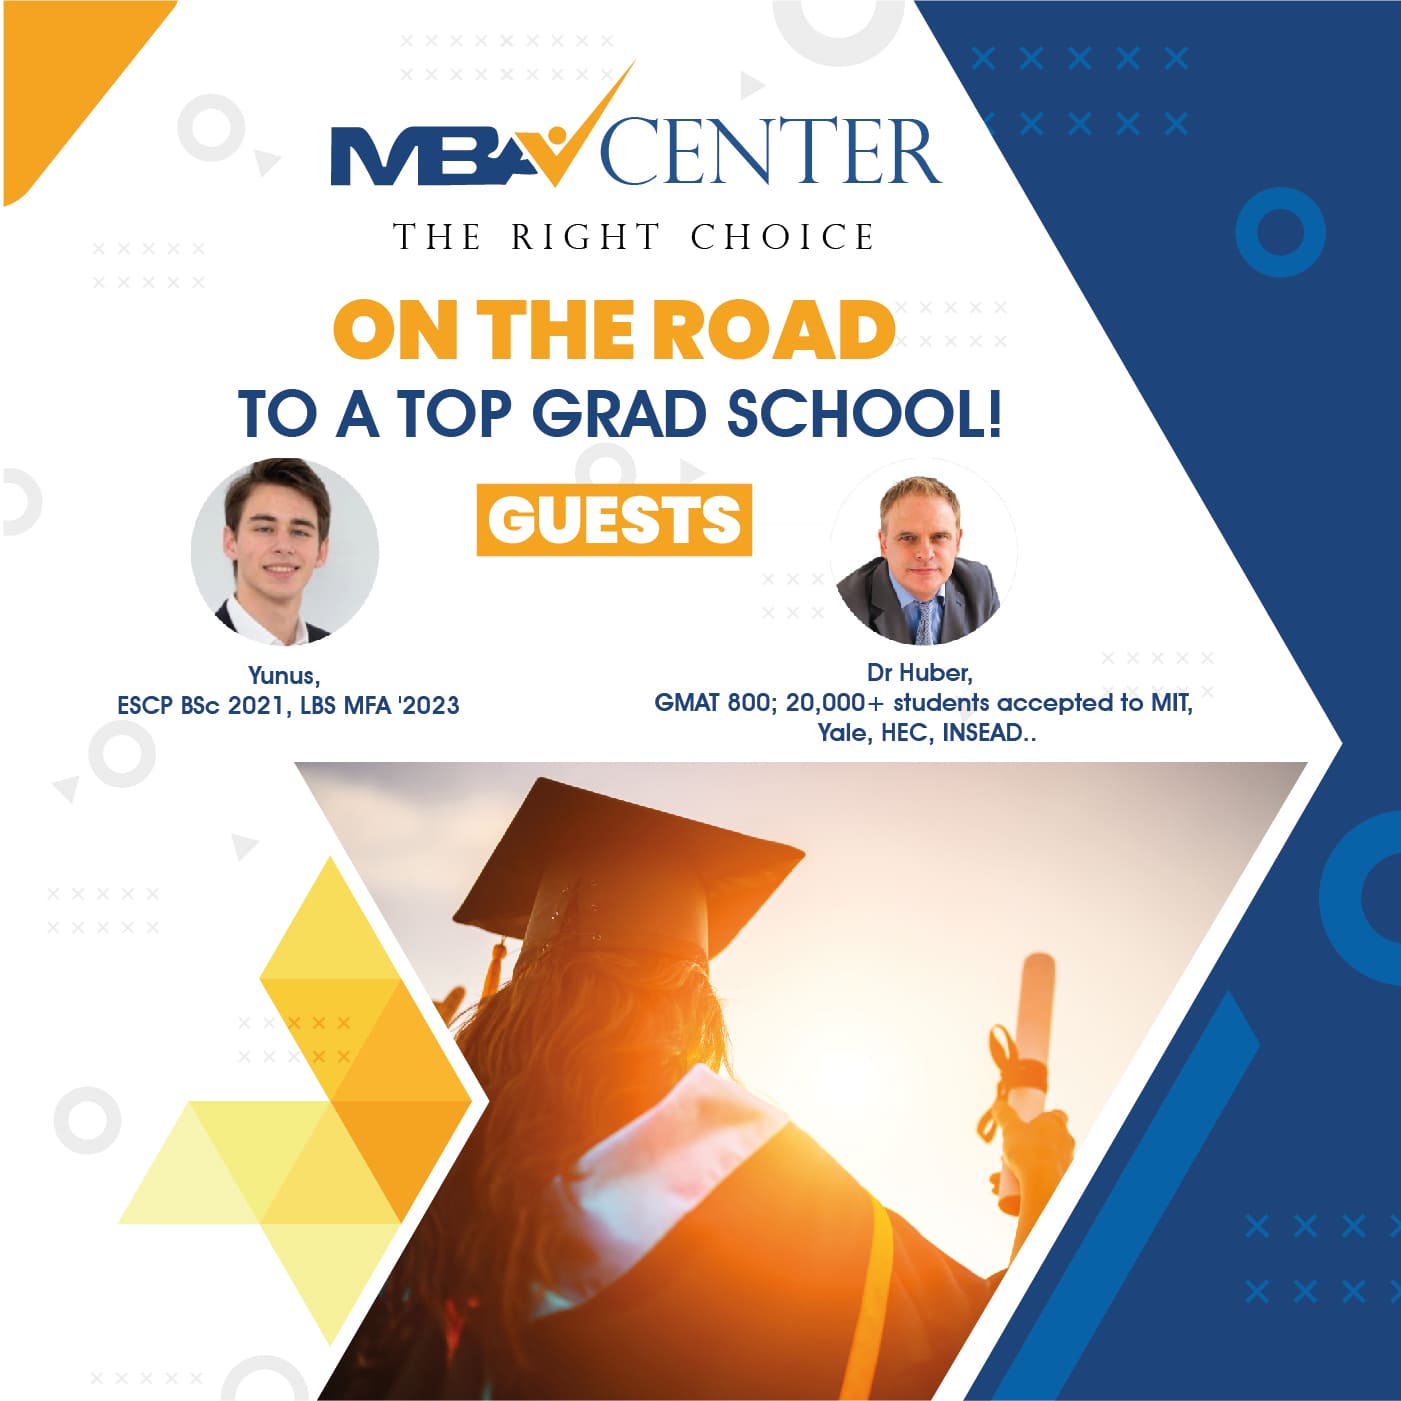 MBA CENTER
THE RIGHT CHOICE
ON THE ROAD
TO A TOP GRAD SCHOOL!
GUESTS
Yunus,
ESCP BSc 2021, LBS MFA '2023
Dr Huber,
GMAT 800; 20,000+ students accepted to MIT,
Yale, HEC, INSEAD..